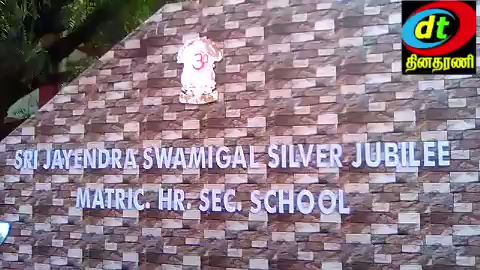 dt
தினதரணி
ॐ
SRI JAYENDRA SWAMIGAL SILVER JUBILEE
MATRIC. HR. SEC. SCHOOL